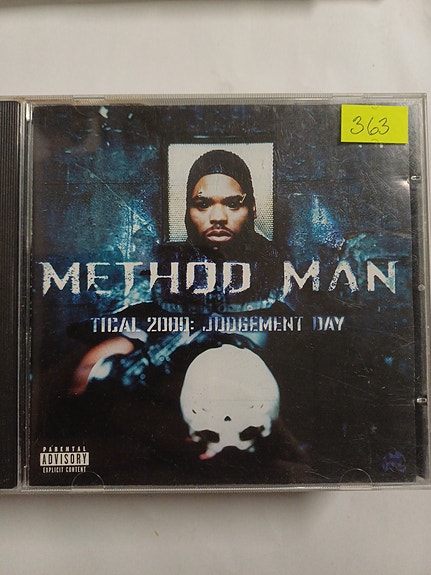 363
METHOD MAN
TICAL 2000: JUDGEMENT DAY
PARENTAL
ADVISORY
EXPLICIT CONTENT